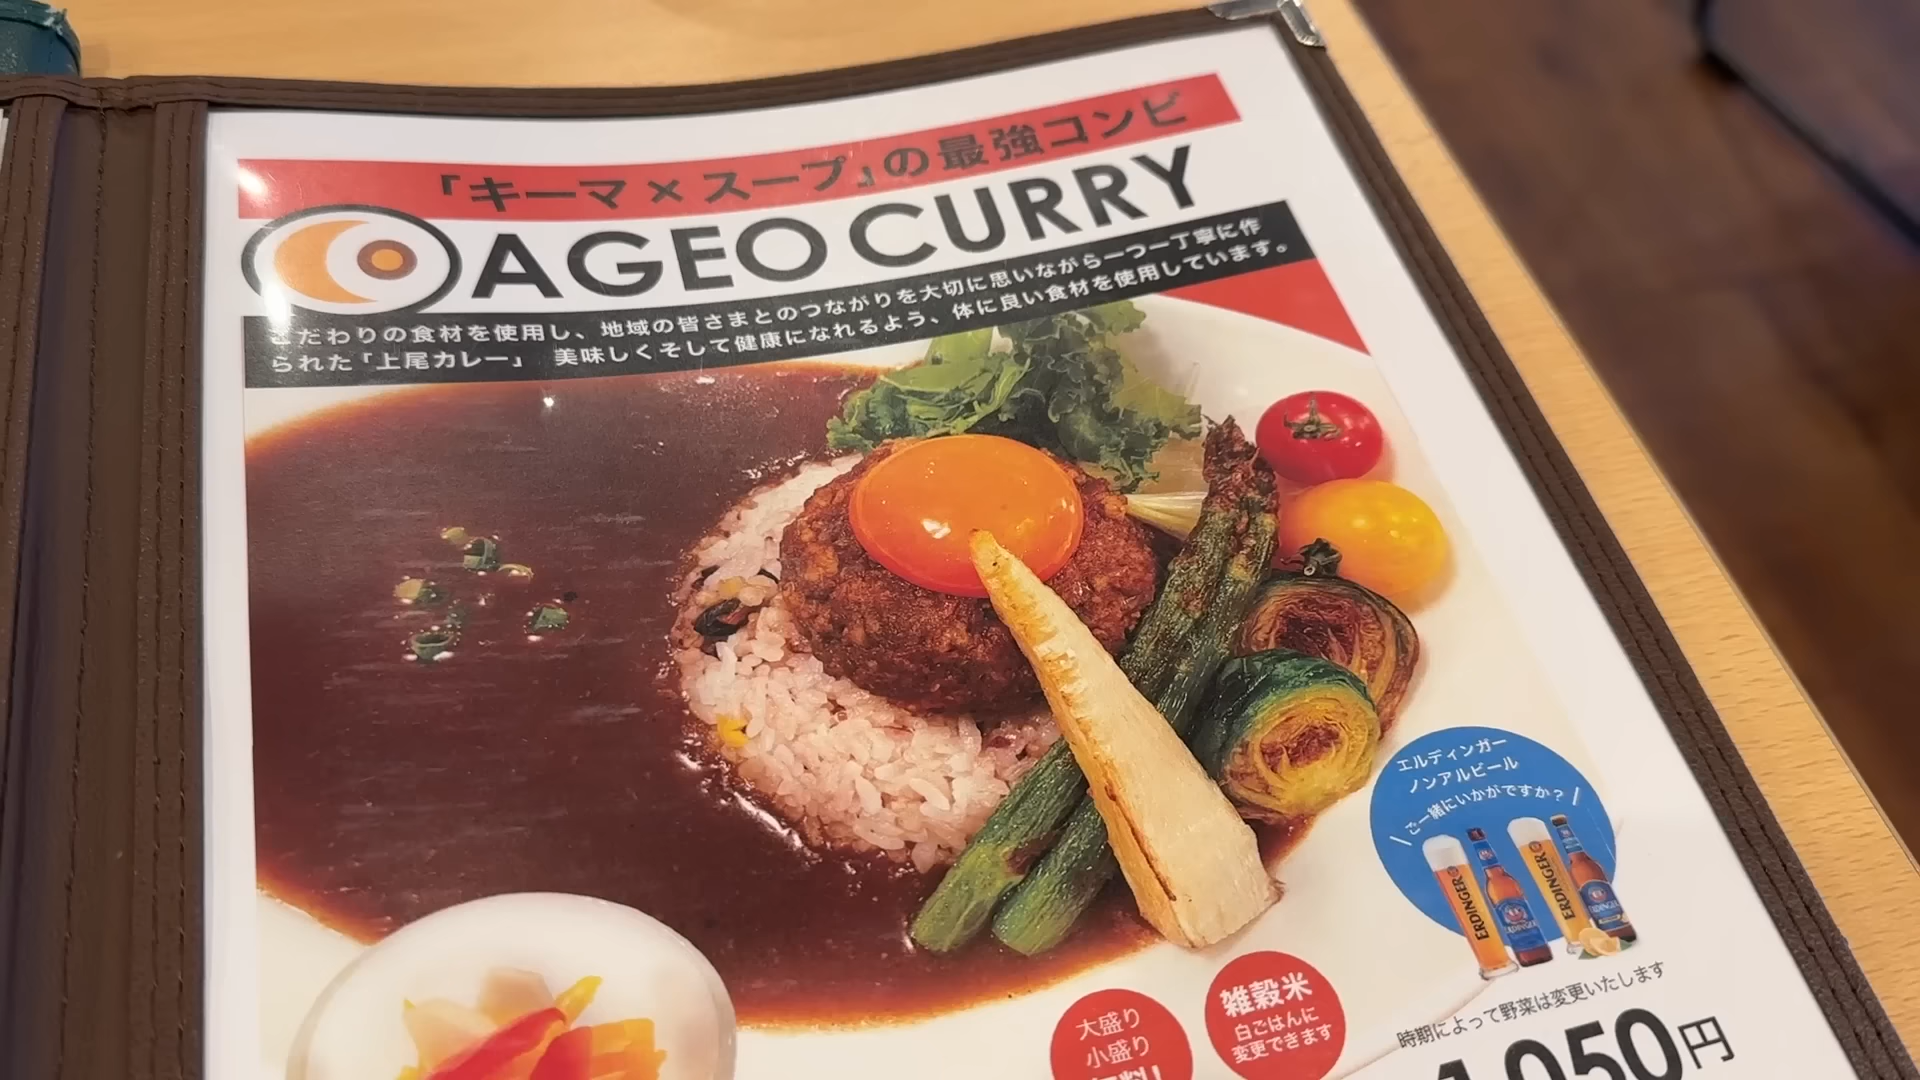 「キーマ×スープ」の最強コンビ
AGEO CURRY
こだわりの食材を使用し、地域の皆さまとのつながりを大切に思いながら一つ一丁寧に作
られた「上尾カレー」 美味しくそして健康になれるよう、体に良い食材を使用しています。
エルディンガー
ノンアルビール
\ご一緒にいかがですか?/
ERDINGER
ERDINGER
時期によって野菜は変更いたします
雑穀米
白ごはんに
変更できます
大盛り
小盛り
1,050円